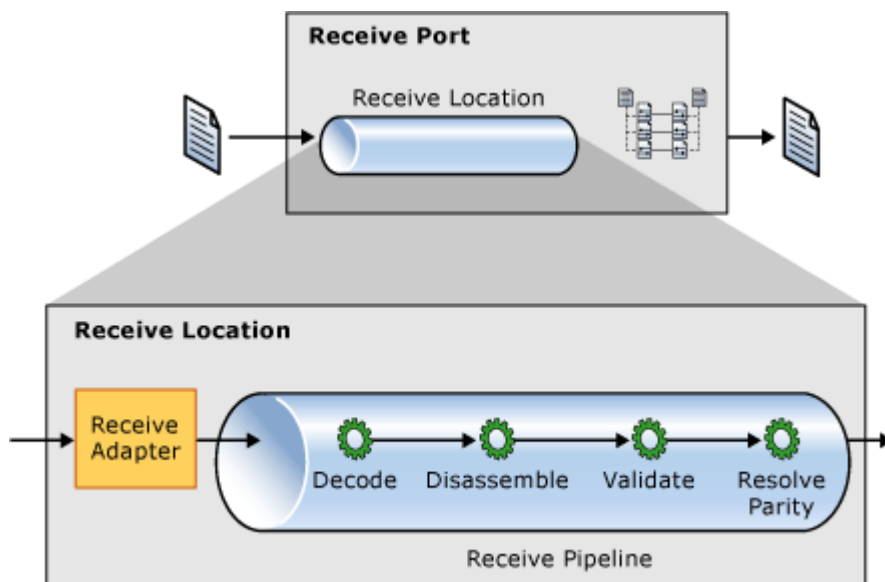 Receive Port
Receive Location
Receive Location
Receive
Adapter
Decode
Disassemble
Validate
Resolve
Parity
Receive Pipeline